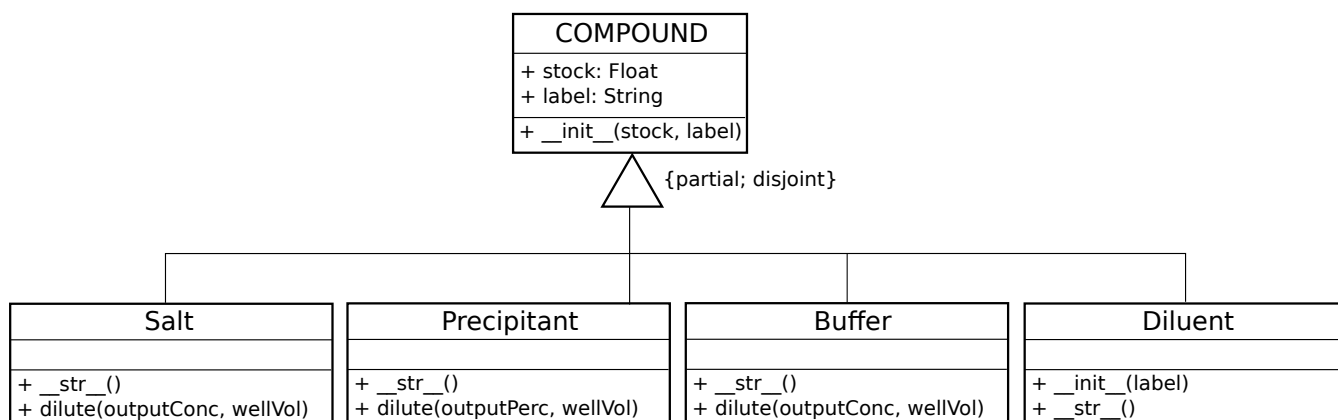 COMPOUND
+ stock: Float
+ label: String
+ __init__(stock, label)
{partial; disjoint}
Salt
+ __str__()
+ dilute(outputConc, wellVol)
Precipitant
+ __str__()
+ dilute(outputPerc, wellVol)
Buffer
+ __str__()
+ dilute(outputConc, wellVol)
Diluent
+ __init__(label)
+ __str__()